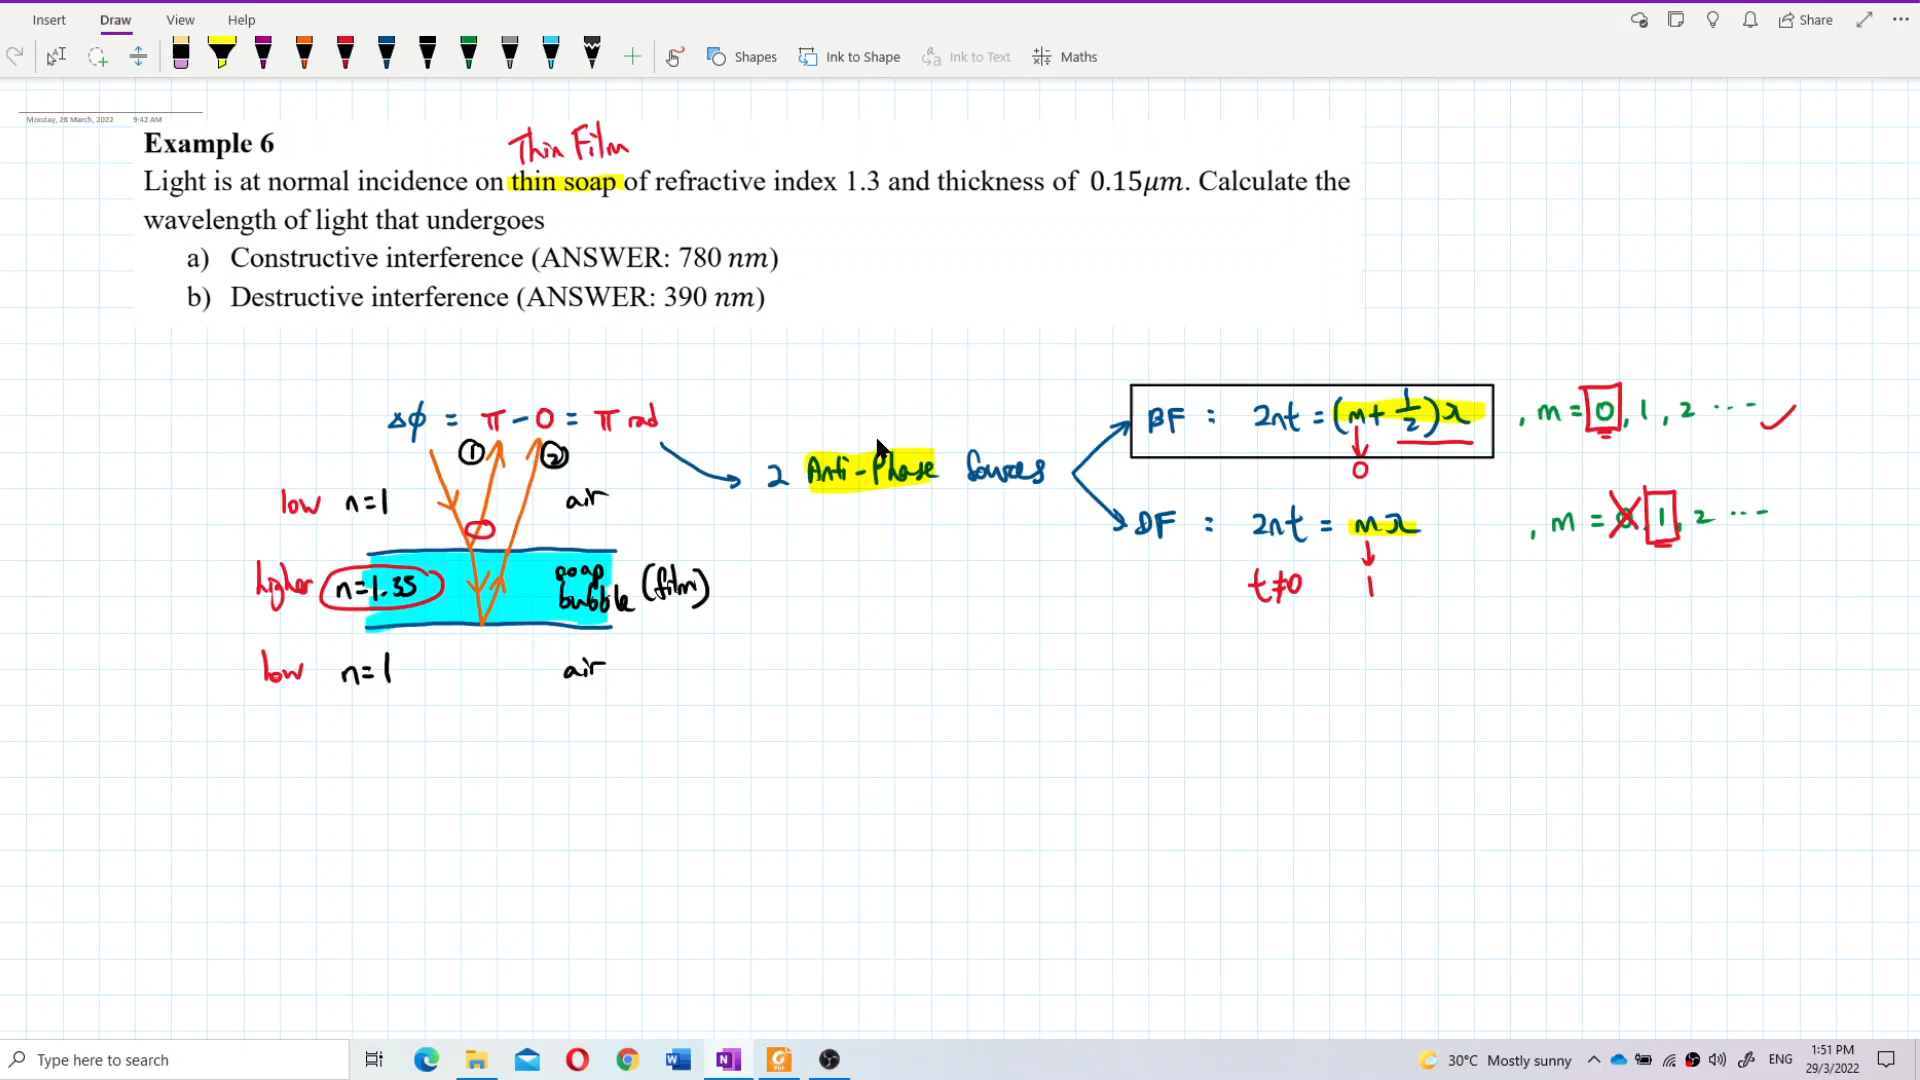 Insert Draw View Help
Share
Shapes Ink to Shape Ink to Text Maths
Monday, 28 March, 2022 9:42 AM
Example 6
Thin Film
Light is at normal incidence on thin soap of refractive index 1.3 and thickness of 0.15μm. Calculate the
wavelength of light that undergoes
a) Constructive interference (ANSWER: 780 nm)
b) Destructive interference (ANSWER: 390 nm)
Δϕ = π - 0 = π rad
① ②
low n=1 air
higher n=1.35 soap bubble (film)
low n=1 air
2 Anti-Phase Sources
BF : 2nt = (m + 1/2)λ , m = 0, 1, 2 ...
0
DF : 2nt = mλ , m = 0, 1, 2 ...
t≠0 1
Type here to search
30°C Mostly sunny
ENG
1:51 PM
29/3/2022